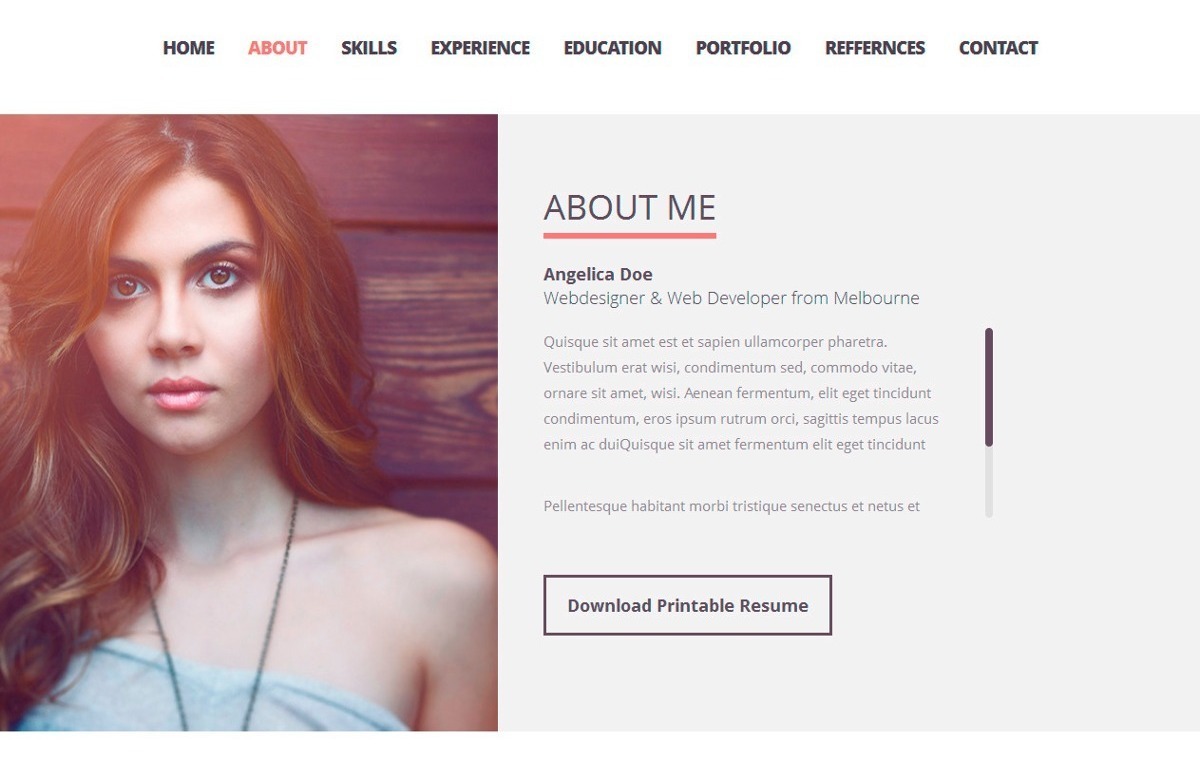 HOME ABOUT SKILLS EXPERIENCE EDUCATION PORTFOLIO REFFERNCES CONTACT
ABOUT ME
Angelica Doe
Webdesigner & Web Developer from Melbourne
Quisque sit amet est et sapien ullamcorper pharetra.
Vestibulum erat wisi, condimentum sed, commodo vitae,
ornare sit amet, wisi. Aenean fermentum, elit eget tincidunt
condimentum, eros ipsum rutrum orci, sagittis tempus lacus
enim ac duiQuisque sit amet fermentum elit eget tincidunt
Pellentesque habitant morbi tristique senectus et netus et
Download Printable Resume